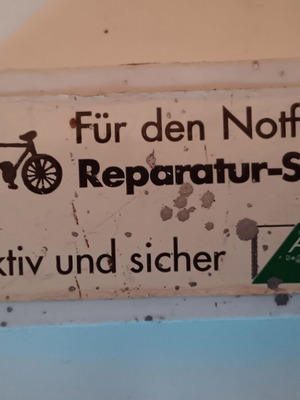 Für den Notf
Reparatur-S
ktiv und sicher